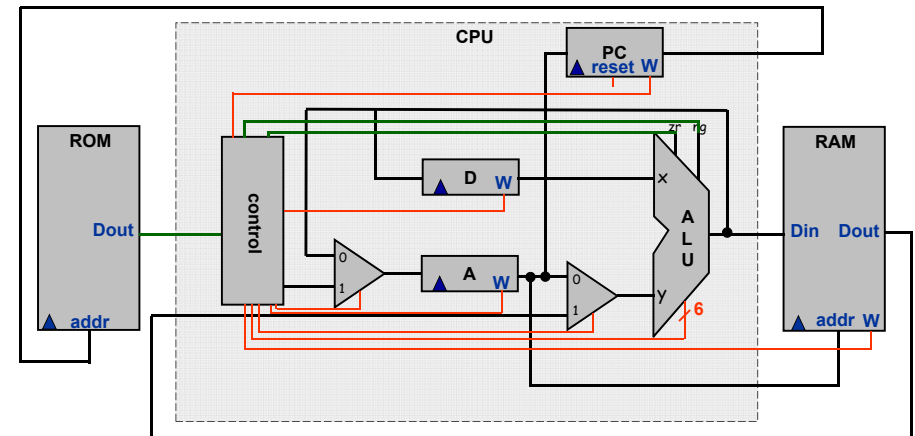 CPU
PC
reset W
ROM
Dout
addr
control
zr ng
D
W
x
A
L
U
0
1
A
W
0
1
y
6
RAM
Din Dout
addr W